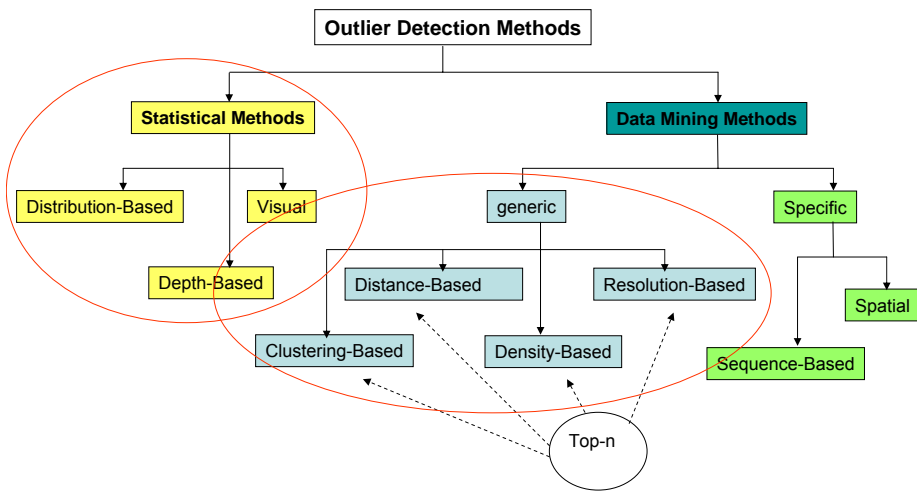 Outlier Detection Methods
Statistical Methods
Data Mining Methods
Distribution-Based
Visual
generic
Specific
Depth-Based
Distance-Based
Resolution-Based
Spatial
Clustering-Based
Density-Based
Sequence-Based
Top-n